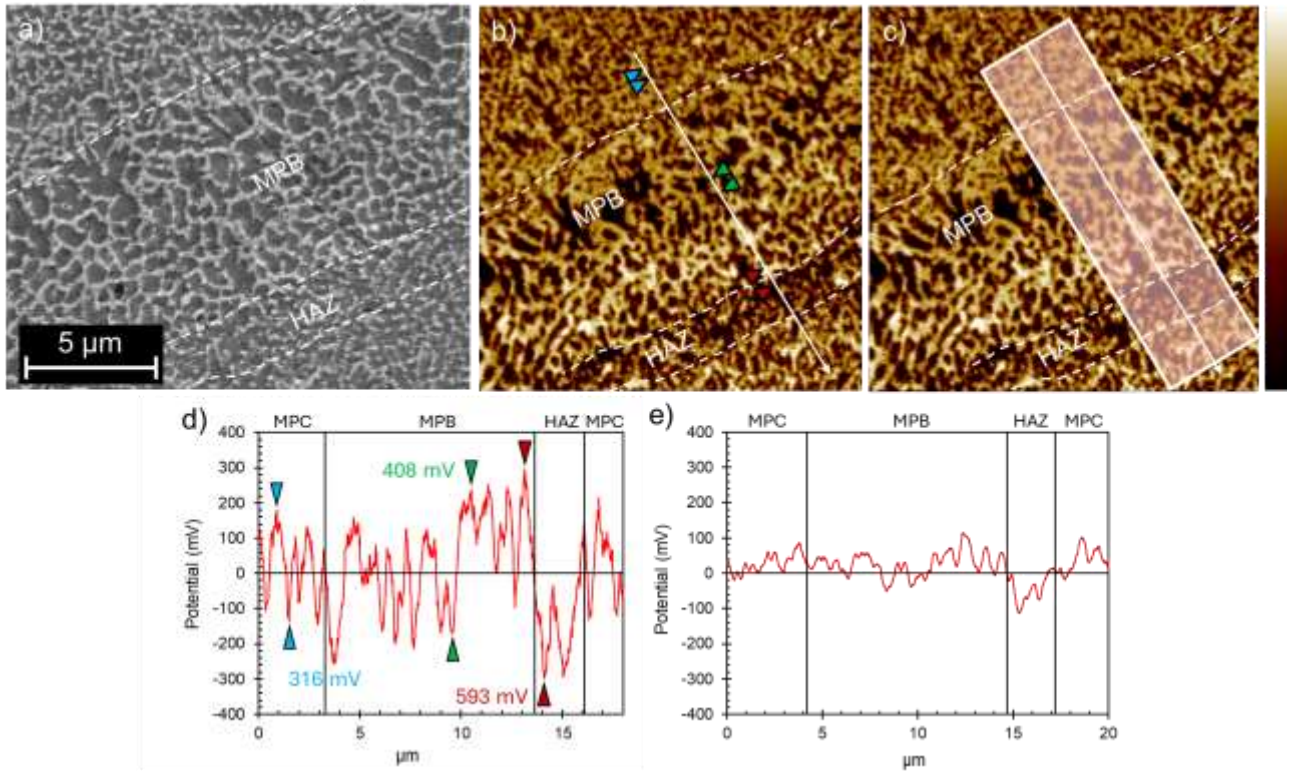 a)
MPB
HAZ
5 µm
b)
MPB
HAZ
c)
MPB
HAZ
d)
MPC MPB HAZ MPC
400
300
200
100
0
-100
-200
-300
-400
Potential (mV)
408 mV
316 mV
593 mV
0 5 10 15
µm
e)
MPC MPB HAZ MPC
400
300
200
100
0
-100
-200
-300
-400
Potential (mV)
0 5 10 15 20
µm